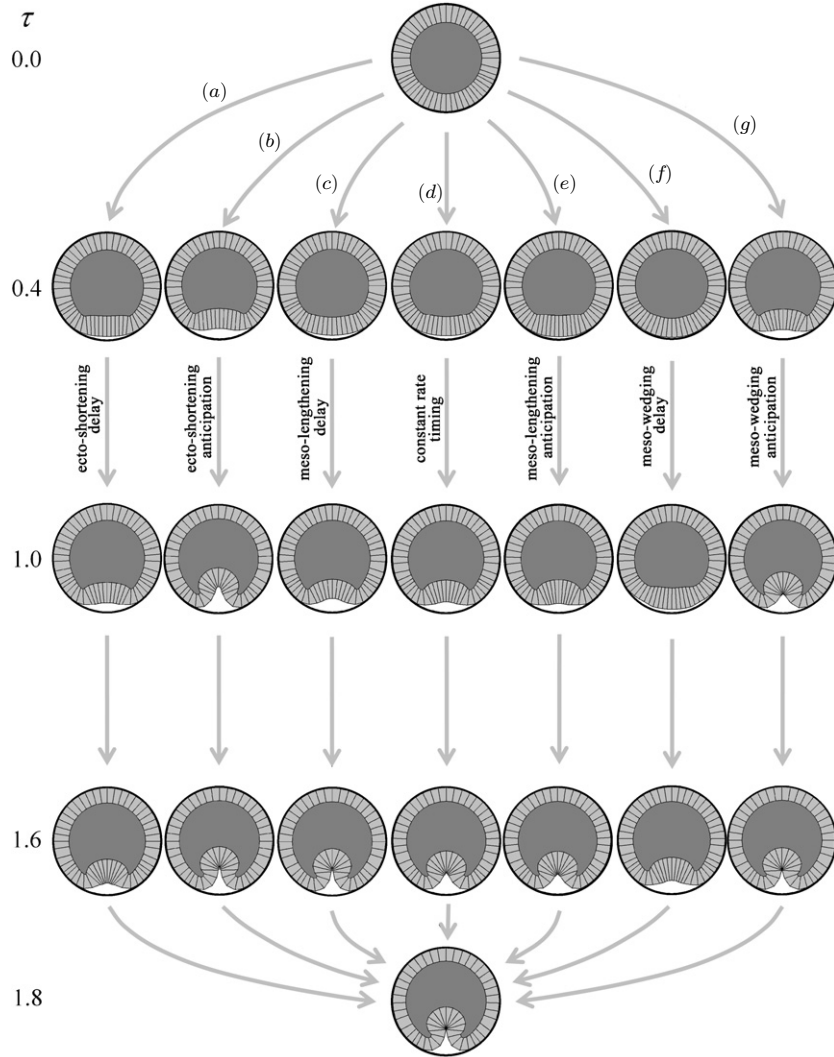 τ
0.0
(a)
(b)
(c)
(d)
(e)
(f)
(g)
0.4
ecto-shortening
delay
ecto-shortening
anticipation
meso-lengthening
delay
constant rate
timing
meso-lengthening
anticipation
meso-wedging
delay
meso-wedging
anticipation
1.0
1.6
1.8